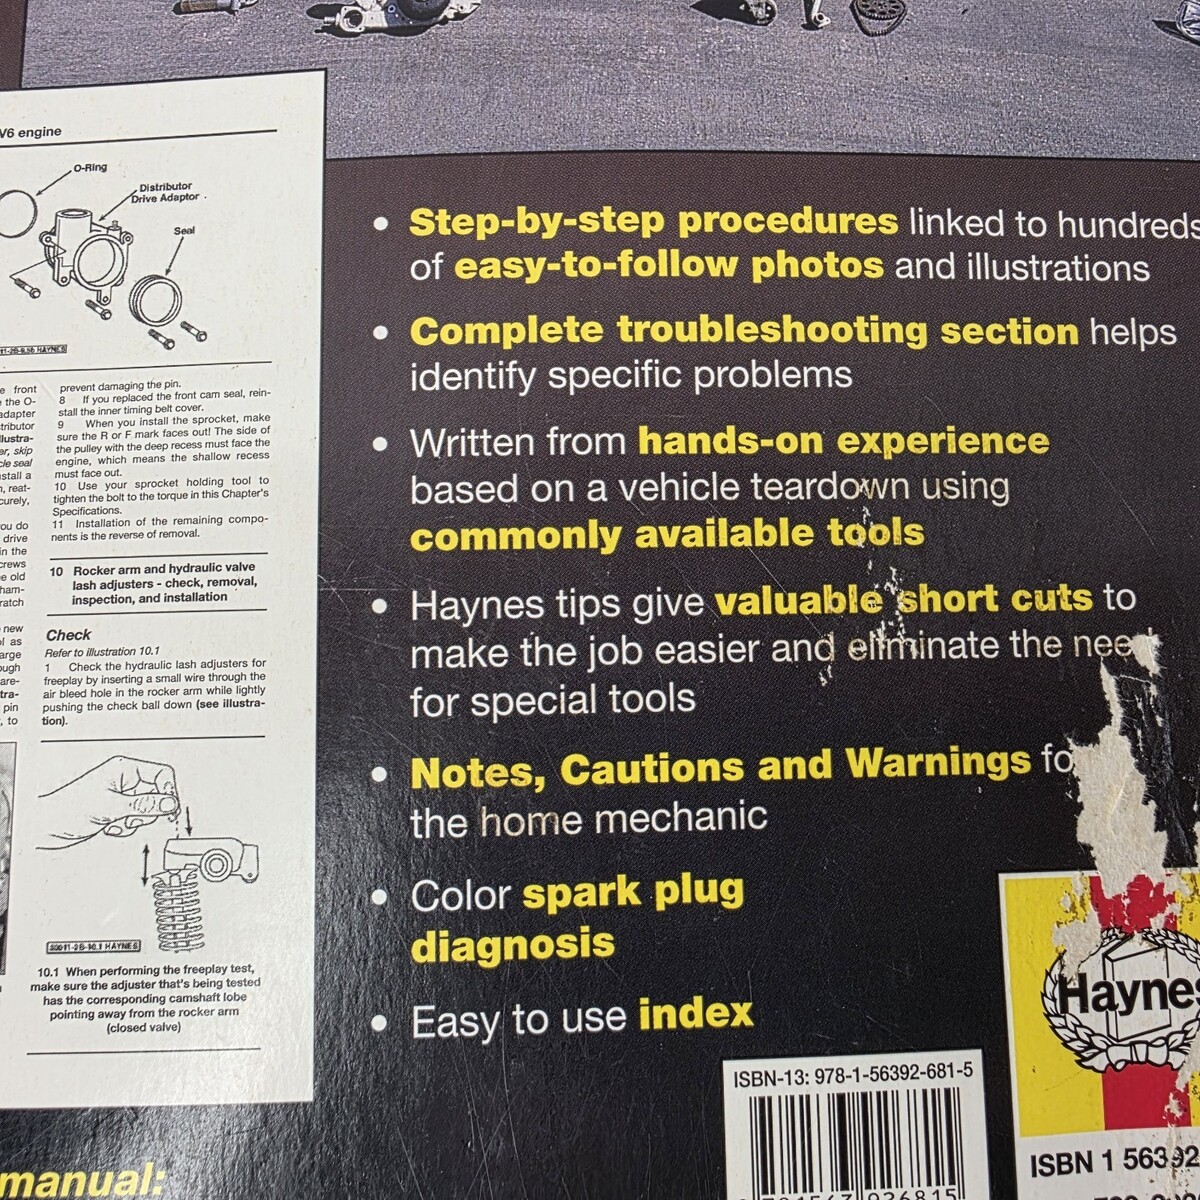 V6 engine
O-Ring
Distributor
Drive Adaptor
Seal
prevent damaging the pin.
8 If you replaced the front cam seal, rein-
stall the inner timing belt cover.
9 When you install the sprocket, make
sure the R or F mark faces out! The side of
the pulley with the deep recess must face the
engine, which means the shallow recess
must face out.
10 Use your sprocket holding tool to
tighten the bolt to the torque in this Chapter's
Specifications.
11 Installation of the remaining compo-
nents is the reverse of removal.
10 Rocker arm and hydraulic valve
lash adjusters - check, removal,
inspection, and installation
Check
Refer to illustration 10.1
1 Check the hydraulic lash adjusters for
freeplay by inserting a small wire through the
air bleed hole in the rocker arm while lightly
pushing the check ball down (see illustra-
tion).
10.1 When performing the freeplay test,
make sure the adjuster that's being tested
has the corresponding camshaft lobe
pointing away from the rocker arm
(closed valve)
• Step-by-step procedures linked to hundreds
of easy-to-follow photos and illustrations
• Complete troubleshooting section helps
identify specific problems
• Written from hands-on experience
based on a vehicle teardown using
commonly available tools
• Haynes tips give valuable short cuts to
make the job easier and eliminate the need
for special tools
• Notes, Cautions and Warnings fo
the home mechanic
• Color spark plug
diagnosis
• Easy to use index
ISBN-13: 978-1-56392-681-5
Haynes
ISBN 1 56392
manual: